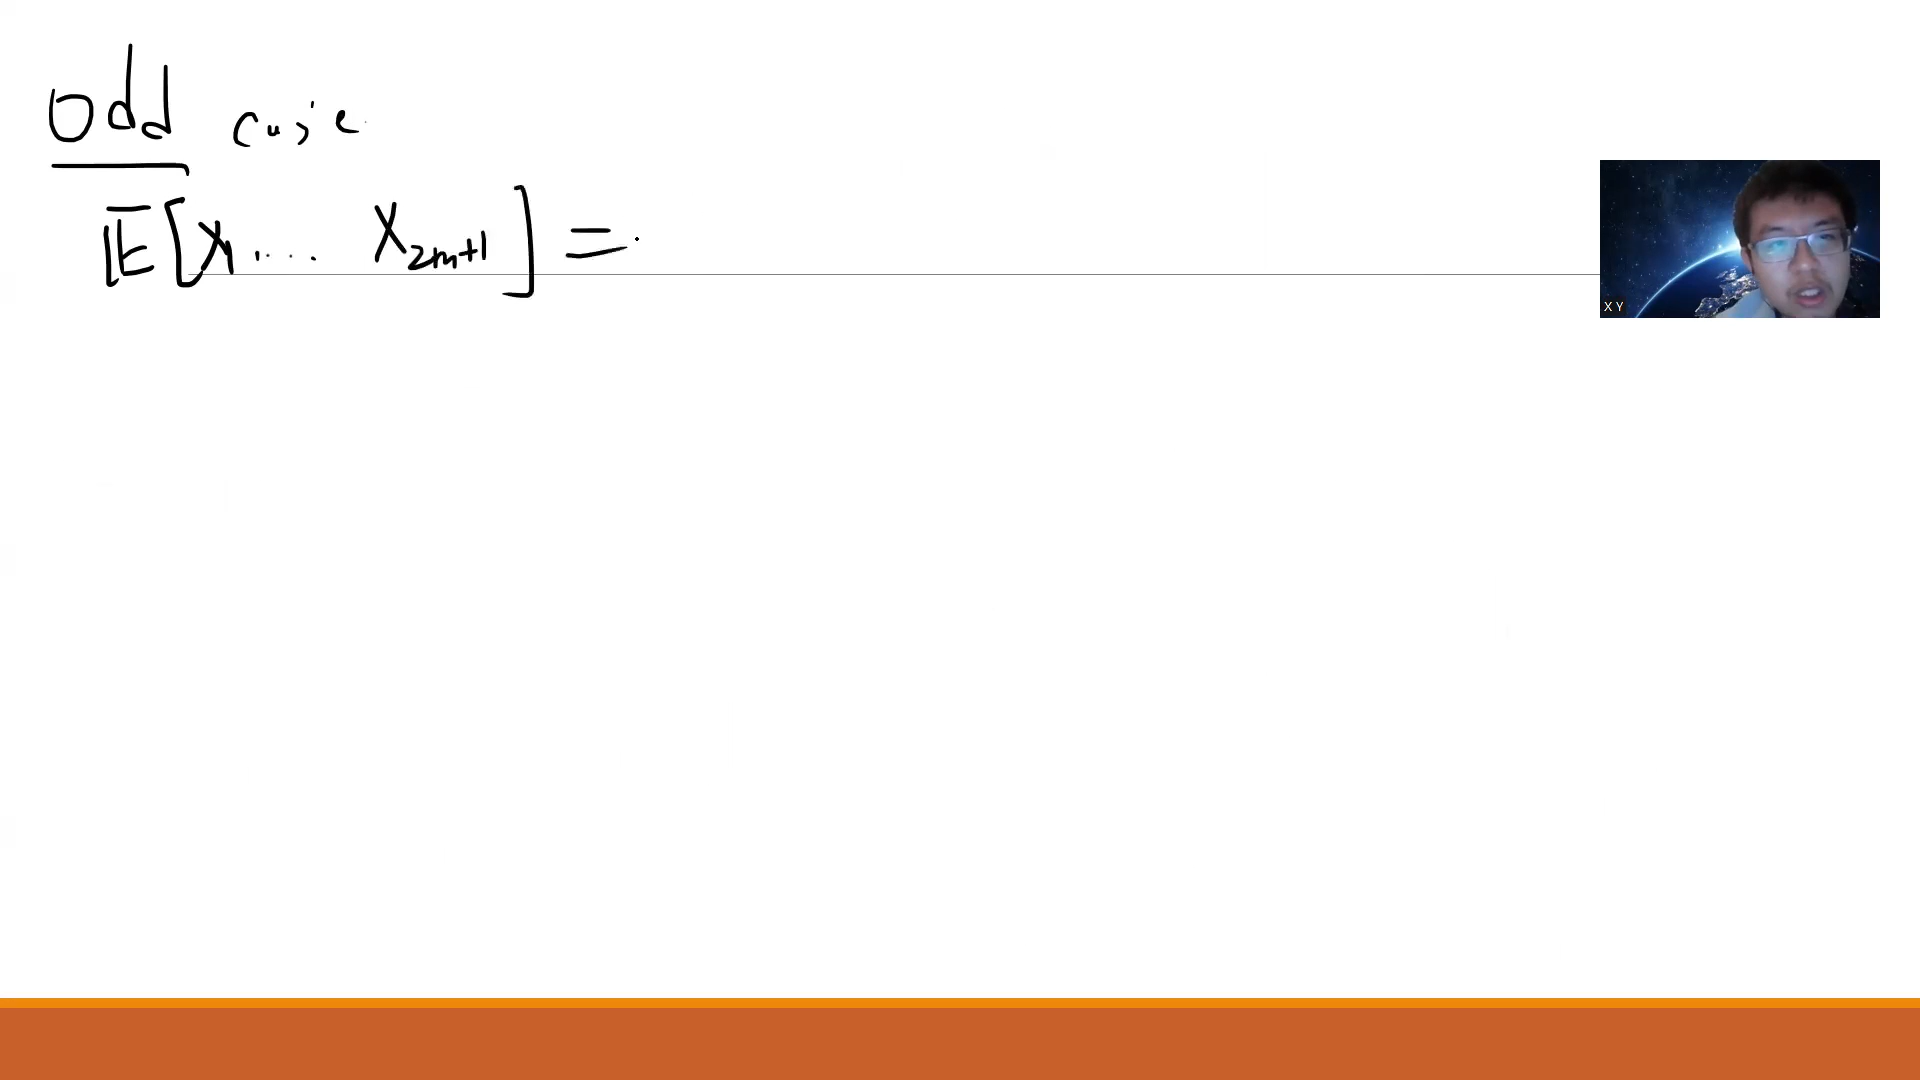 odd case
𝔼[X₁ .... X₂ₘ₊₁] =
X Y